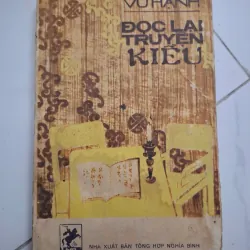 VŨ HẠNH
ĐỌC LẠI
TRUYỆN
KIỀU
NHÀ XUẤT BẢN TỔNG HỢP NGHĨA BÌNH